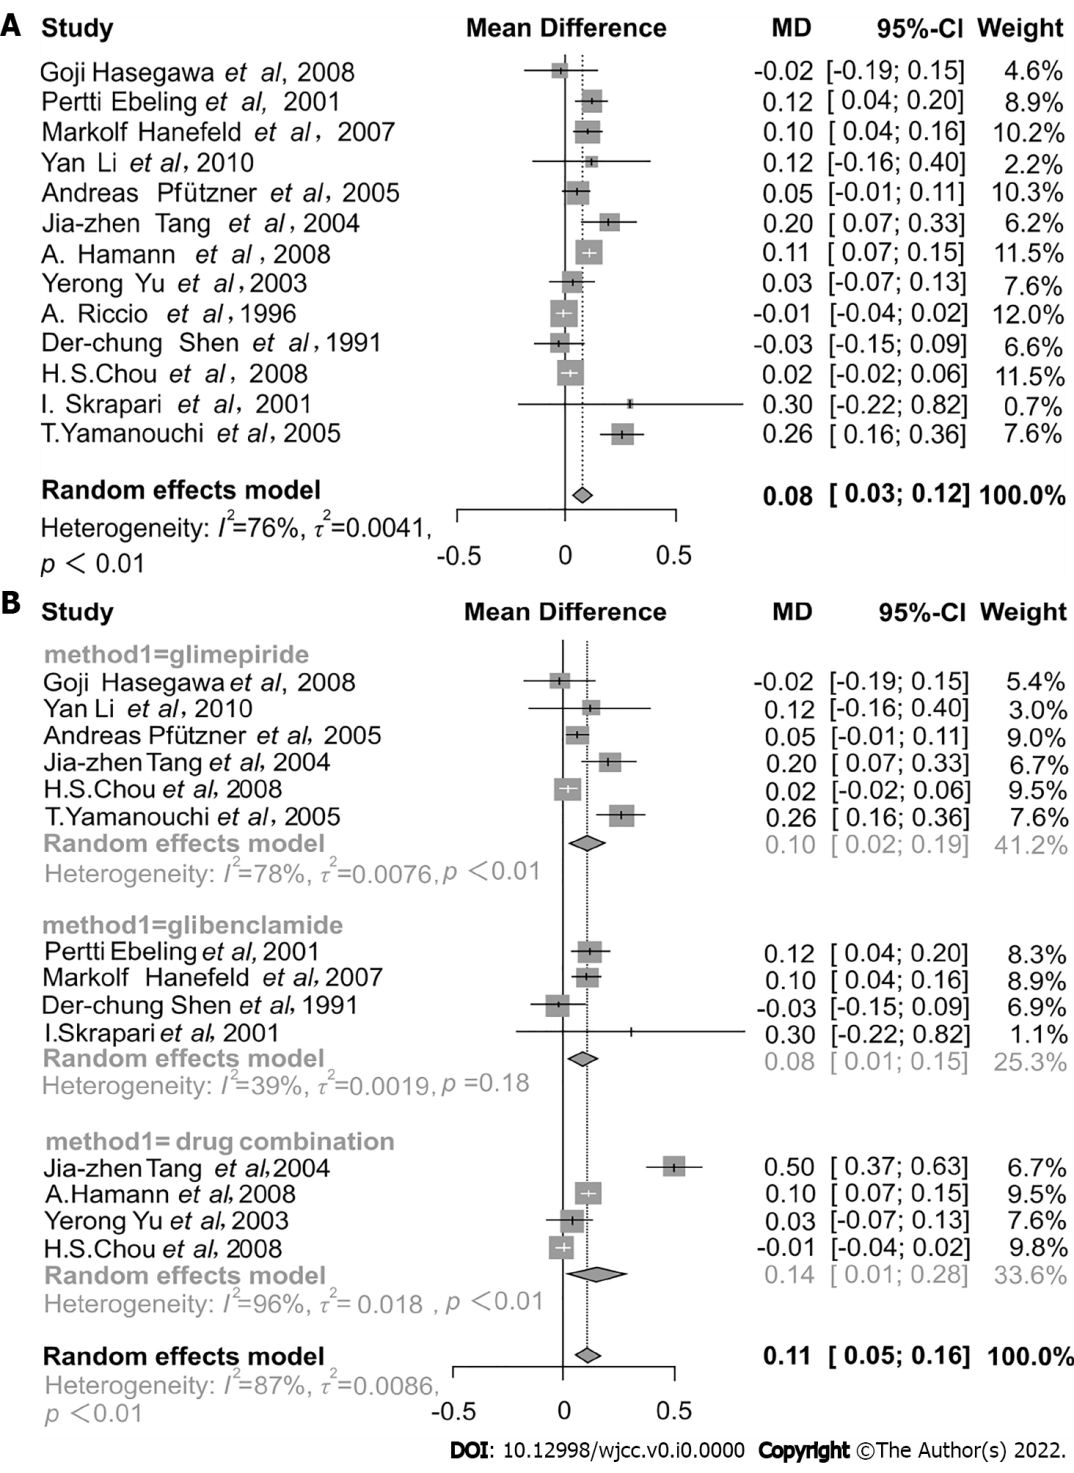 A Study Mean Difference MD 95%-CI Weight
Goji Hasegawa et al, 2008 -0.02 [-0.19; 0.15] 4.6%
Pertti Ebeling et al, 2001 0.12 [ 0.04; 0.20] 8.9%
Markolf Hanefeld et al, 2007 0.10 [ 0.04; 0.16] 10.2%
Yan Li et al, 2010 0.12 [-0.16; 0.40] 2.2%
Andreas Pfützner et al, 2005 0.05 [-0.01; 0.11] 10.3%
Jia-zhen Tang et al, 2004 0.20 [ 0.07; 0.33] 6.2%
A. Hamann et al, 2008 0.11 [ 0.07; 0.15] 11.5%
Yerong Yu et al, 2003 0.03 [-0.07; 0.13] 7.6%
A. Riccio et al, 1996 -0.01 [-0.04; 0.02] 12.0%
Der-chung Shen et al, 1991 -0.03 [-0.15; 0.09] 6.6%
H.S.Chou et al, 2008 0.02 [-0.02; 0.06] 11.5%
I. Skrapari et al, 2001 0.30 [-0.22; 0.82] 0.7%
T.Yamanouchi et al, 2005 0.26 [ 0.16; 0.36] 7.6%
Random effects model 0.08 [ 0.03; 0.12] 100.0%
Heterogeneity: I²=76%, τ²=0.0041,
p < 0.01
-0.5 0 0.5
B Study Mean Difference MD 95%-CI Weight
method1=glimepiride
Goji Hasegawa et al, 2008 -0.02 [-0.19; 0.15] 5.4%
Yan Li et al, 2010 0.12 [-0.16; 0.40] 3.0%
Andreas Pfützner et al, 2005 0.05 [-0.01; 0.11] 9.0%
Jia-zhen Tang et al, 2004 0.20 [ 0.07; 0.33] 6.7%
H.S.Chou et al, 2008 0.02 [-0.02; 0.06] 9.5%
T.Yamanouchi et al, 2005 0.26 [ 0.16; 0.36] 7.6%
Random effects model 0.10 [ 0.02; 0.19] 41.2%
Heterogeneity: I²=78%, τ²=0.0076, p <0.01
method1=glibenclamide
Pertti Ebeling et al, 2001 0.12 [ 0.04; 0.20] 8.3%
Markolf Hanefeld et al, 2007 0.10 [ 0.04; 0.16] 8.9%
Der-chung Shen et al, 1991 -0.03 [-0.15; 0.09] 6.9%
I.Skrapari et al, 2001 0.30 [-0.22; 0.82] 1.1%
Random effects model 0.08 [ 0.01; 0.15] 25.3%
Heterogeneity: I²=39%, τ²=0.0019, p =0.18
method1= drug combination
Jia-zhen Tang et al,2004 0.50 [ 0.37; 0.63] 6.7%
A.Hamann et al, 2008 0.10 [ 0.07; 0.15] 9.5%
Yerong Yu et al, 2003 0.03 [-0.07; 0.13] 7.6%
H.S.Chou et al, 2008 -0.01 [-0.04; 0.02] 9.8%
Random effects model 0.14 [ 0.01; 0.28] 33.6%
Heterogeneity: I²=96%, τ²= 0.018 , p <0.01
Random effects model 0.11 [ 0.05; 0.16] 100.0%
Heterogeneity: I²=87%, τ²=0.0086,
p <0.01
-0.5 0 0.5
DOI: 10.12998/wjcc.v0.i0.0000 Copyright ©The Author(s) 2022.